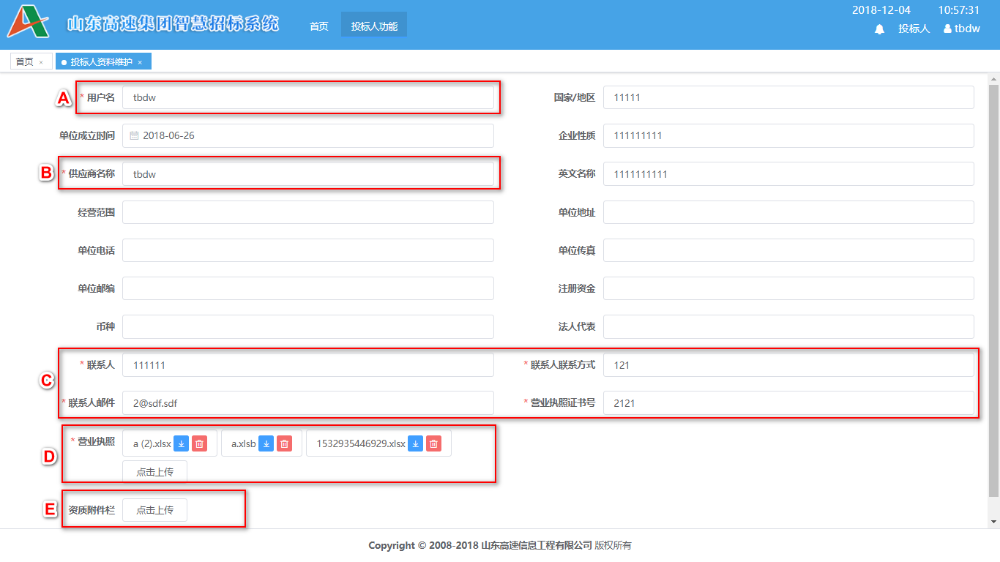 山东高速集团智慧招标系统
首页
投标人功能
2018-12-04 10:57:31
投标人 tbdw
首页 ×
投标人资料维护 ×
A
* 用户名 tbdw
国家/地区 11111
单位成立时间 2018-06-26
企业性质 111111111
B
* 供应商名称 tbdw
英文名称 1111111111
经营范围
单位地址
单位电话
单位传真
单位邮编
注册资金
币种
法人代表
C
* 联系人 111111
* 联系人联系方式 121
* 联系人邮件 2@sdf.sdf
* 营业执照证书号 2121
D
* 营业执照 a (2).xlsx a.xlsb 1532935446929.xlsx
点击上传
E
资质附件栏 点击上传
Copyright © 2008-2018 山东高速信息工程有限公司 版权所有